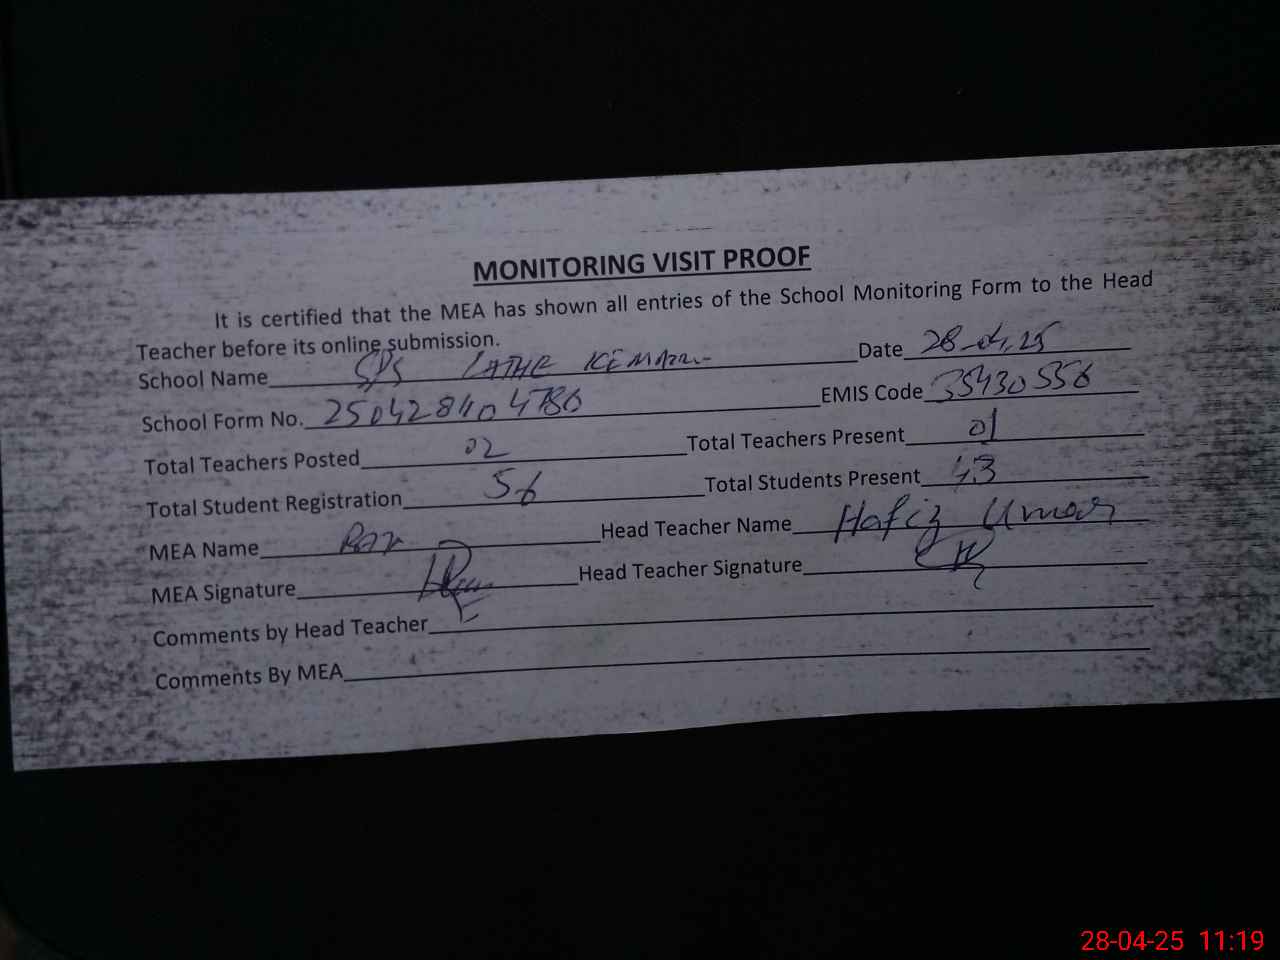 MONITORING VISIT PROOF
It is certified that the MEA has shown all entries of the School Monitoring Form to the Head
Teacher before its online submission.
School Name Date 28-04-25
School Form No. 250428404786 EMIS Code 35430556
Total Teachers Posted 02 Total Teachers Present 01
Total Student Registration 56 Total Students Present 43
MEA Name Head Teacher Name Hafiz Umar
MEA Signature Head Teacher Signature
Comments by Head Teacher
Comments By MEA
28-04-25 11:19